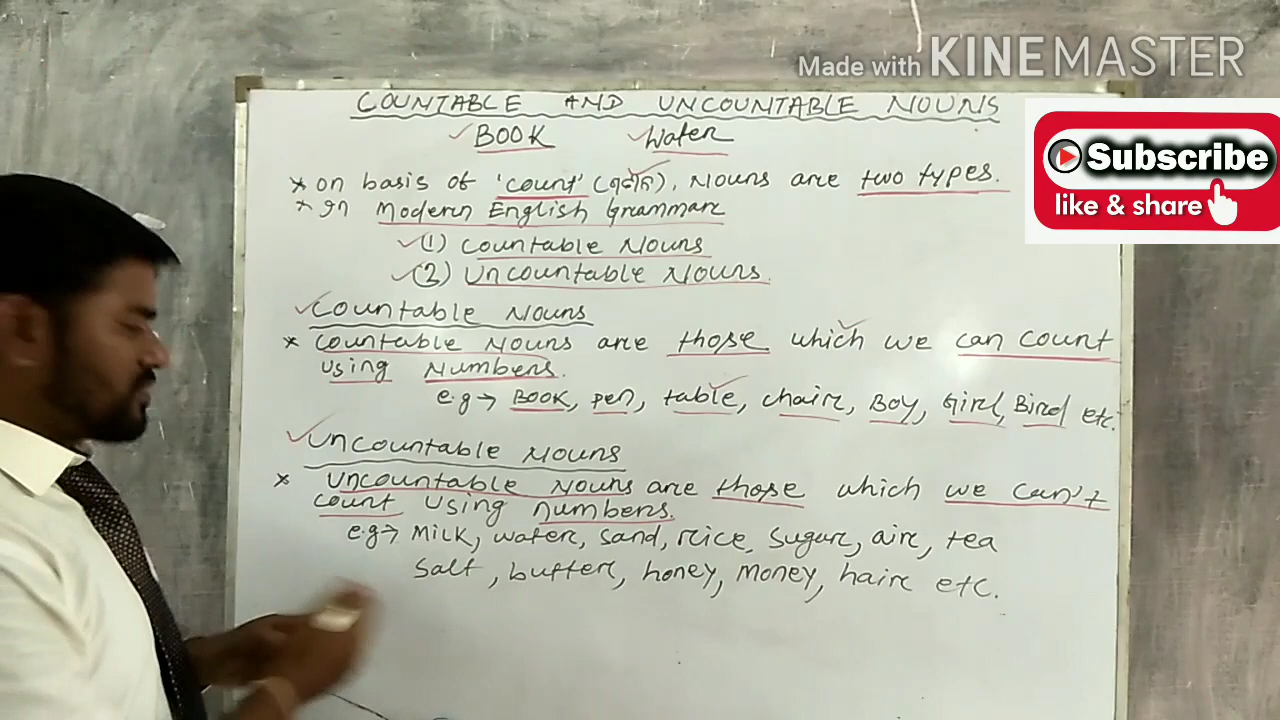 Made with KINEMASTER
COUNTABLE AND UNCOUNTABLE NOUNS
BOOK Water
* on basis of 'count' ( ), Nouns are two types.
* In Modern English Grammar
(1) Countable Nouns
(2) Uncountable Nouns.
Countable Nouns
* Countable Nouns are those which we can count
using Numbers.
e.g → BOOK, pen, table, chair, Boy, Girl, Bird etc.
Uncountable Nouns
* Uncountable Nouns are those which we can't
count using numbers.
e.g → Milk, water, sand, rice, sugar, air, tea
salt, butter, honey, money, hair etc.
Subscribe
like & share